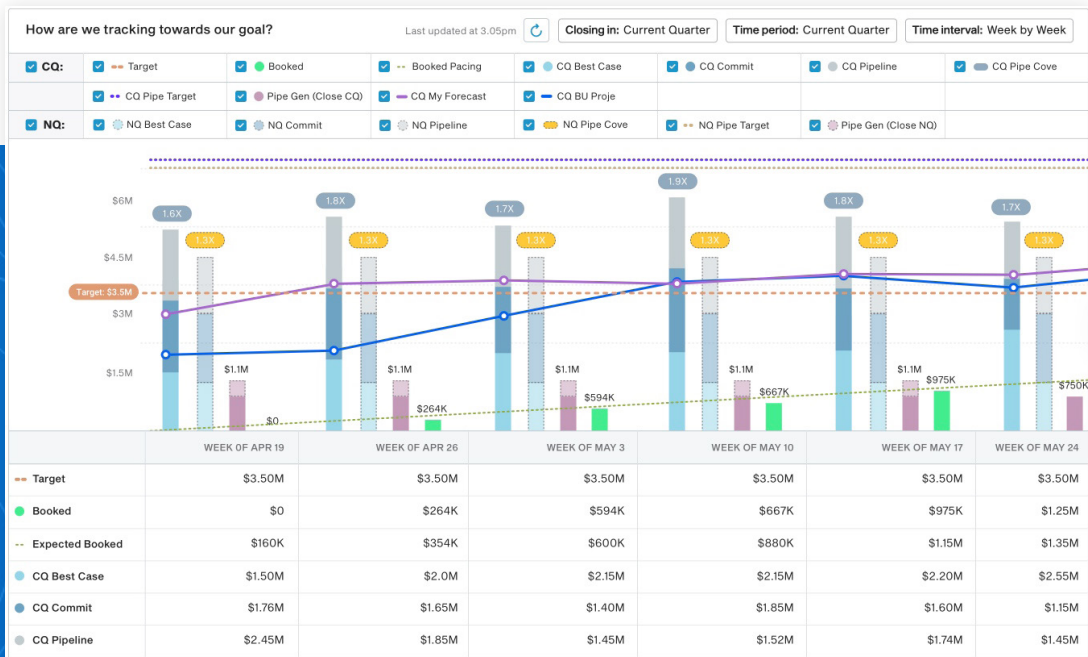 How are we tracking towards our goal? Last updated at 3.05pm Closing in: Current Quarter Time period: Current Quarter Time interval: Week by Week
CQ: Target Booked Booked Pacing CQ Best Case CQ Commit CQ Pipeline CQ Pipe Cove
CQ Pipe Target Pipe Gen (Close CQ) CQ My Forecast CQ BU Proje
NQ: NQ Best Case NQ Commit NQ Pipeline NQ Pipe Cove NQ Pipe Target Pipe Gen (Close NQ)
1.9X
$6M 1.6X 1.8X 1.7X 1.8X 1.7X
1.3X 1.3X 1.3X 1.3X 1.3X 1.3X
$4.5M
Target: $3.5M
$3M
$1.5M $1.1M $1.1M $1.1M $1.1M $1.1M
$0 $264K $594K $667K $975K $750K
WEEK OF APR 19 WEEK OF APR 26 WEEK OF MAY 3 WEEK OF MAY 10 WEEK OF MAY 17 WEEK OF MAY 24
Target $3.50M $3.50M $3.50M $3.50M $3.50M $3.50M
Booked $0 $264K $594K $667K $975K $1.25M
Expected Booked $160K $354K $600K $880K $1.15M $1.35M
CQ Best Case $1.50M $2.0M $2.15M $2.15M $2.20M $2.55M
CQ Commit $1.76M $1.65M $1.40M $1.85M $1.60M $1.15M
CQ Pipeline $2.45M $1.85M $1.45M $1.52M $1.74M $1.45M